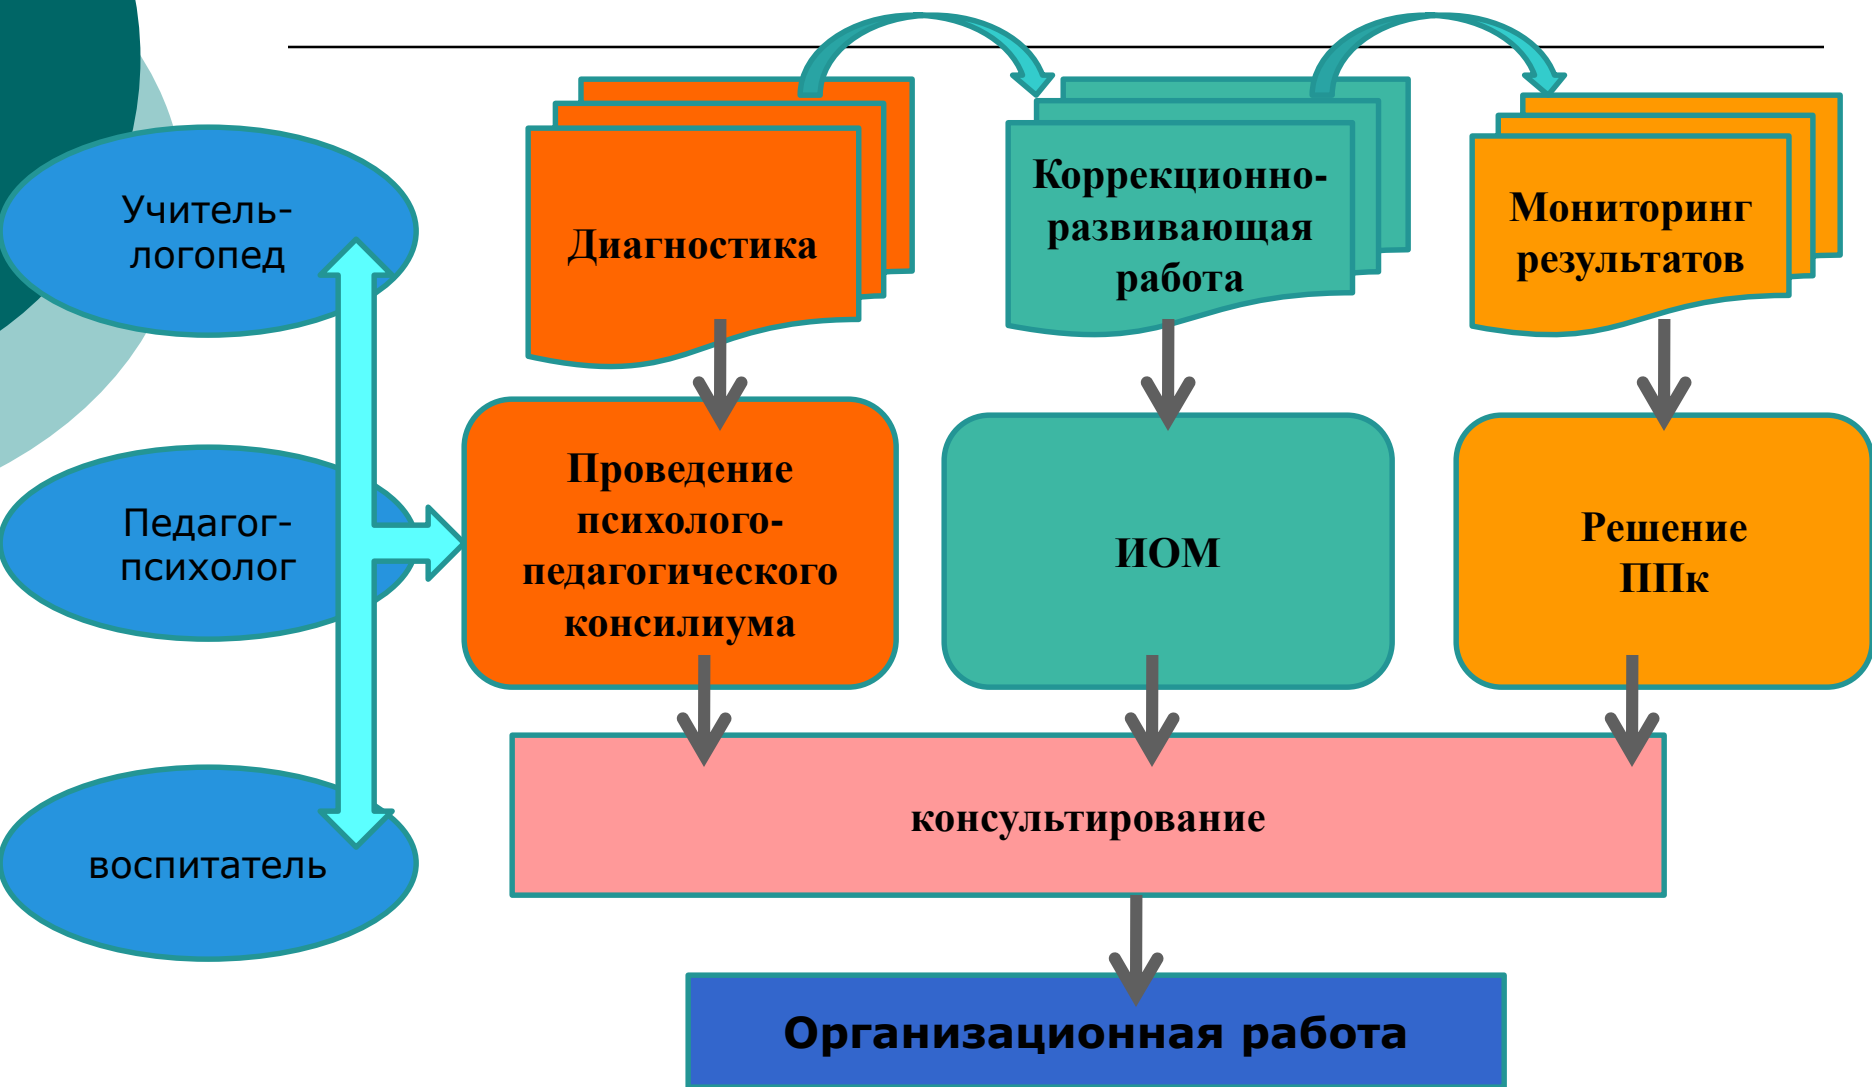 Учитель-
логопед
Педагог-
психолог
воспитатель
Диагностика
Коррекционно-
развивающая
работа
Мониторинг
результатов
Проведение
психолого-
педагогического
консилиума
ИОМ
Решение
ППк
консультирование
Организационная работа